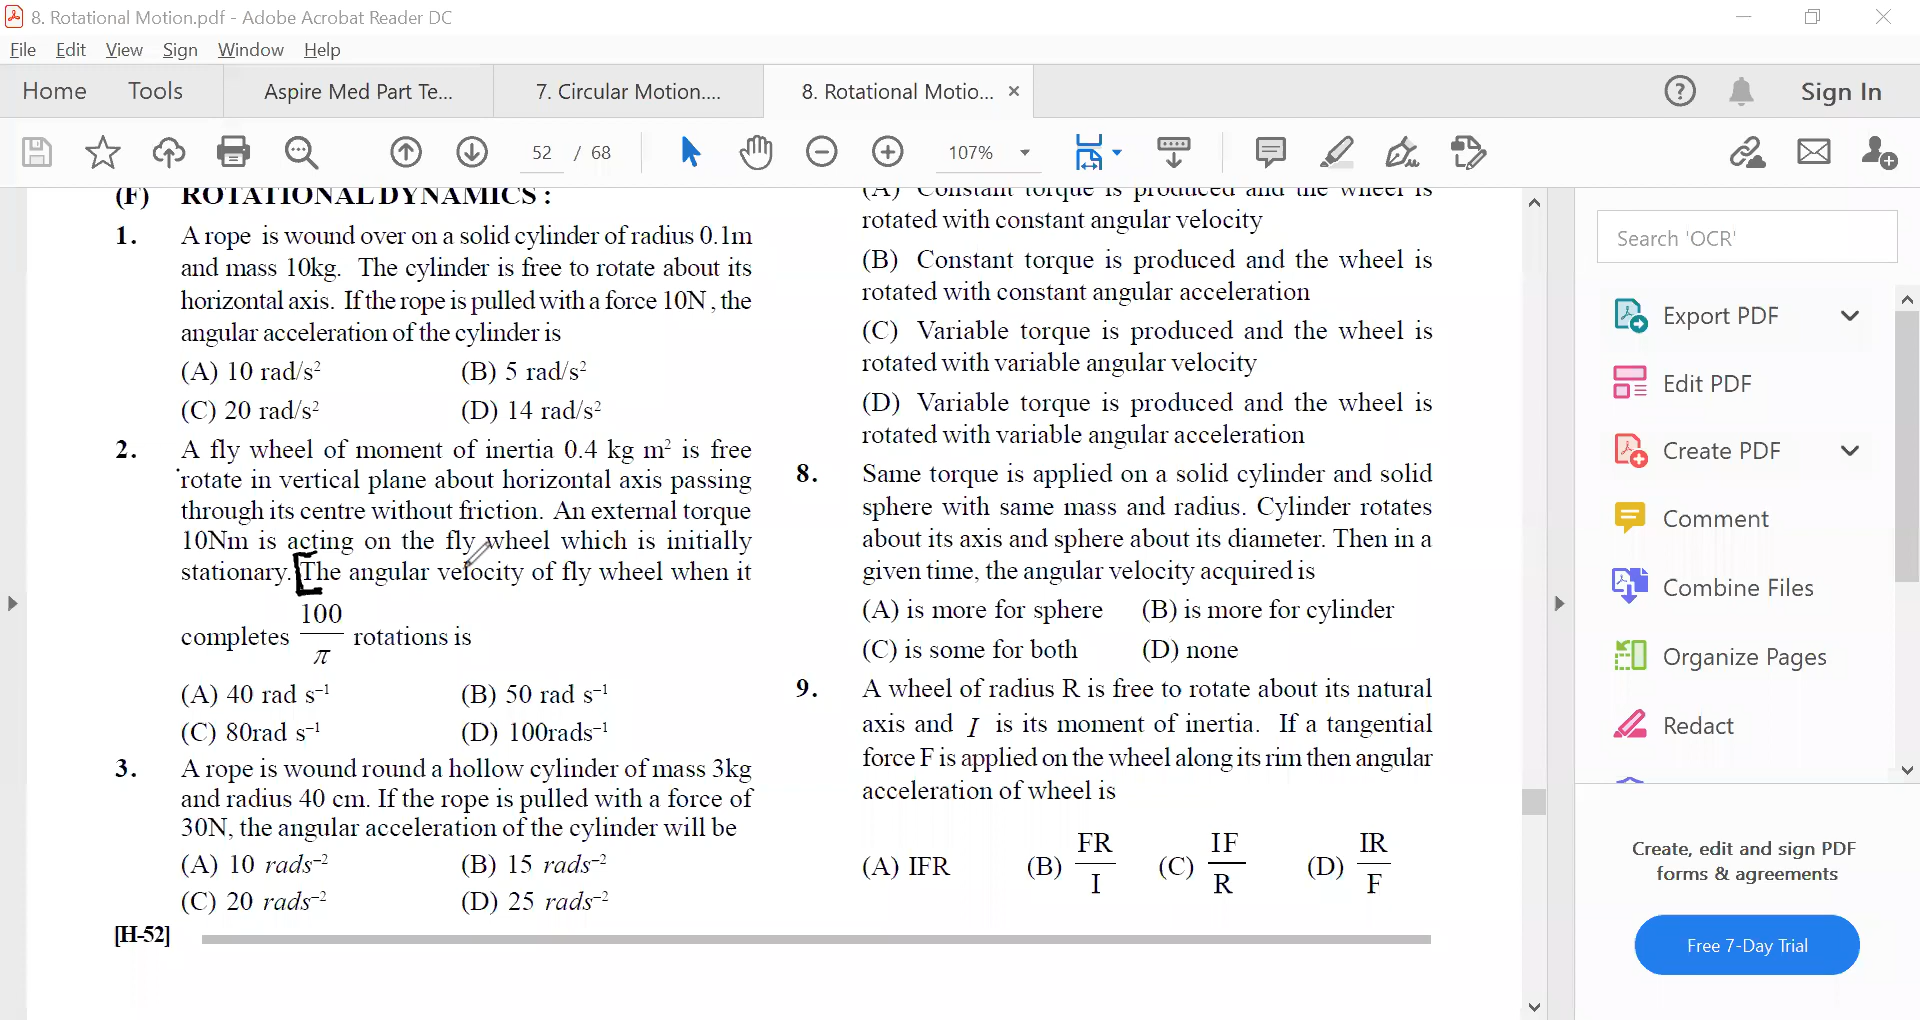 8. Rotational Motion.pdf - Adobe Acrobat Reader DC
File Edit View Sign Window Help
Home Tools Aspire Med Part Te... 7. Circular Motion.... 8. Rotational Motio... × Sign In
52 / 68 107%
(F) ROTATIONAL DYNAMICS :
1. A rope is wound over on a solid cylinder of radius 0.1m
and mass 10kg. The cylinder is free to rotate about its
horizontal axis. If the rope is pulled with a force 10N , the
angular acceleration of the cylinder is
(A) 10 rad/s² (B) 5 rad/s²
(C) 20 rad/s² (D) 14 rad/s²
2. A fly wheel of moment of inertia 0.4 kg m² is free
rotate in vertical plane about horizontal axis passing
through its centre without friction. An external torque
10Nm is acting on the fly wheel which is initially
stationary. The angular velocity of fly wheel when it
completes 100/π rotations is
(A) 40 rad s⁻¹ (B) 50 rad s⁻¹
(C) 80rad s⁻¹ (D) 100rads⁻¹
3. A rope is wound round a hollow cylinder of mass 3kg
and radius 40 cm. If the rope is pulled with a force of
30N, the angular acceleration of the cylinder will be
(A) 10 rads⁻² (B) 15 rads⁻²
(C) 20 rads⁻² (D) 25 rads⁻²
[H-52]
(A) Constant torque is produced and the wheel is
rotated with constant angular velocity
(B) Constant torque is produced and the wheel is
rotated with constant angular acceleration
(C) Variable torque is produced and the wheel is
rotated with variable angular velocity
(D) Variable torque is produced and the wheel is
rotated with variable angular acceleration
8. Same torque is applied on a solid cylinder and solid
sphere with same mass and radius. Cylinder rotates
about its axis and sphere about its diameter. Then in a
given time, the angular velocity acquired is
(A) is more for sphere (B) is more for cylinder
(C) is some for both (D) none
9. A wheel of radius R is free to rotate about its natural
axis and I is its moment of inertia. If a tangential
force F is applied on the wheel along its rim then angular
acceleration of wheel is
(A) IFR (B) FR/I (C) IF/R (D) IR/F
Search 'OCR'
Export PDF
Edit PDF
Create PDF
Comment
Combine Files
Organize Pages
Redact
Create, edit and sign PDF
forms & agreements
Free 7-Day Trial